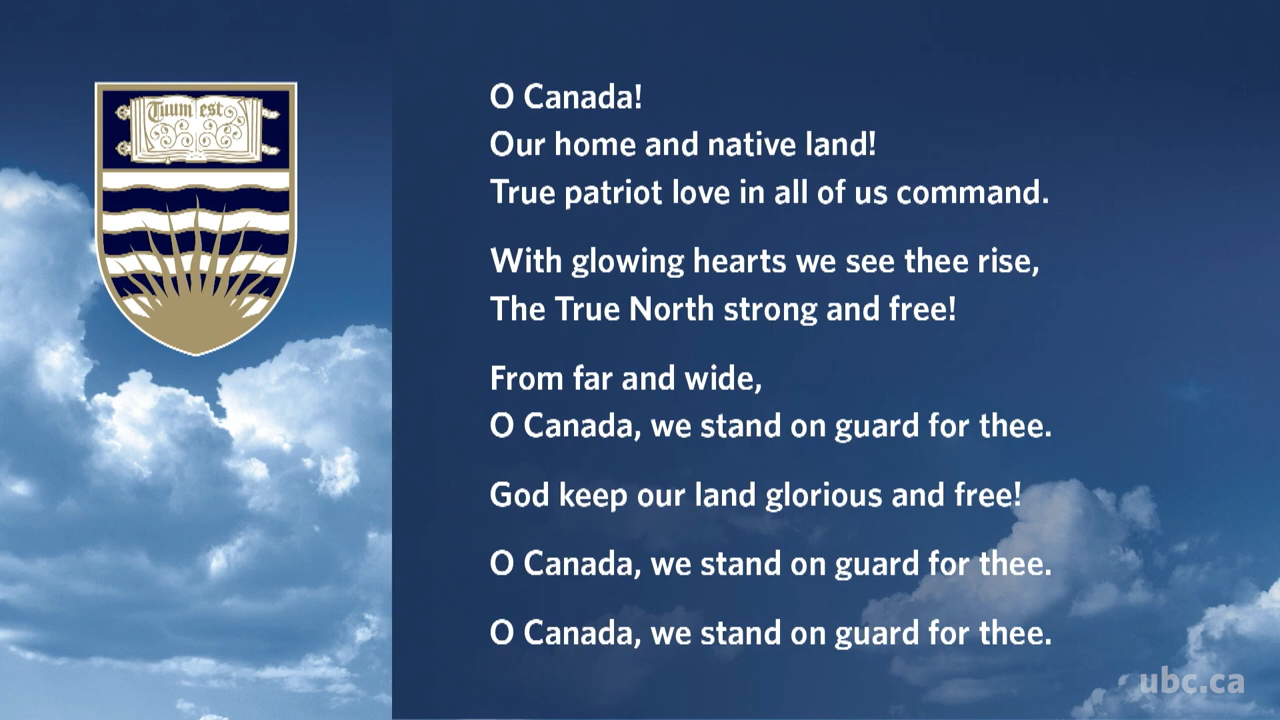 Tuum est
O Canada!
Our home and native land!
True patriot love in all of us command.
With glowing hearts we see thee rise,
The True North strong and free!
From far and wide,
O Canada, we stand on guard for thee.
God keep our land glorious and free!
O Canada, we stand on guard for thee.
O Canada, we stand on guard for thee.
ubc.ca